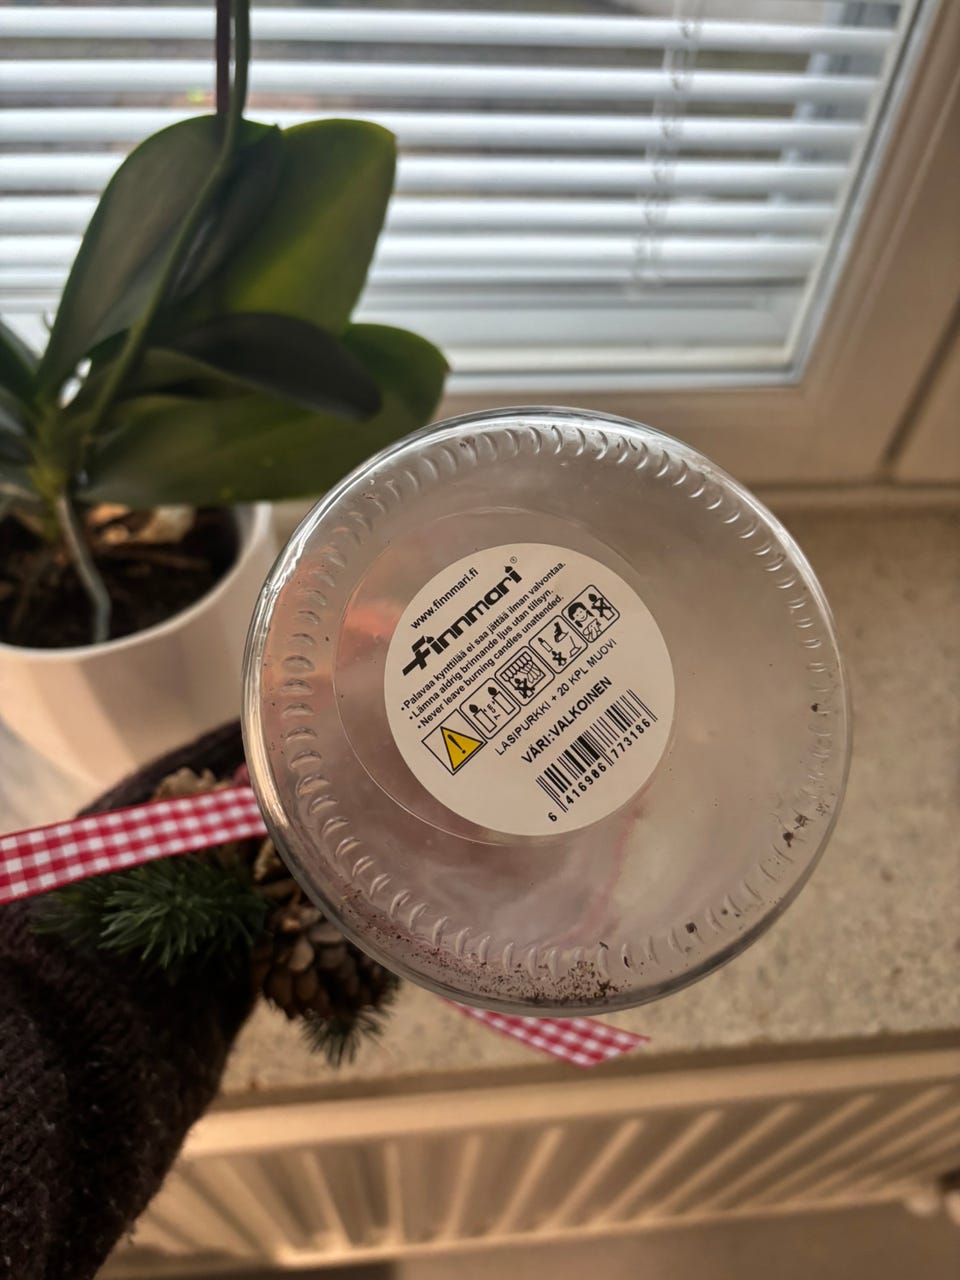 www.finnmari.fi
finnmari®
• Palavaa kynttilää ei saa jättää ilman valvontaa.
• Lämna aldrig brinnande ljus utan tillsyn.
• Never leave burning candles unattended.
LASIPURKKI + 20 KPL MUOVI
VÄRI:VALKOINEN
6 416906 773186